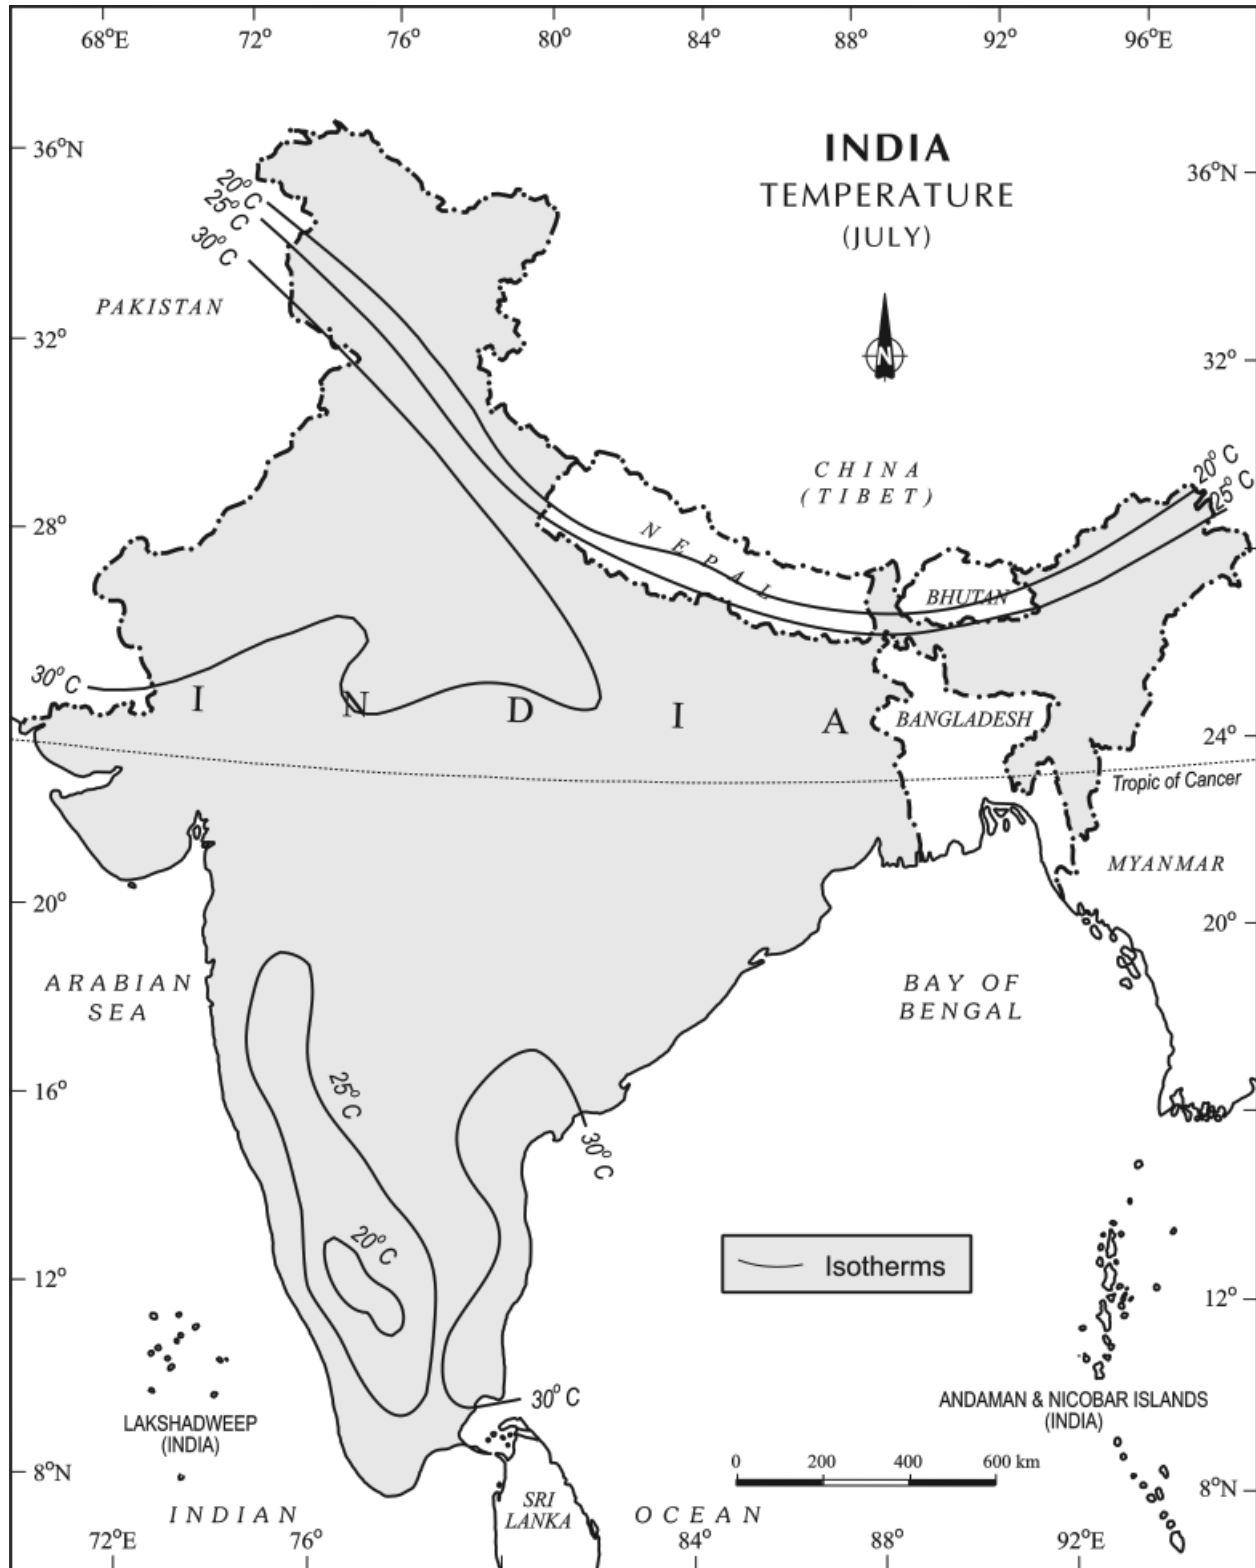 68°E 72° 76° 80° 84° 88° 92° 96°E
36°N
36°N
INDIA
TEMPERATURE
(JULY)
20° C
25° C
30° C
PAKISTAN
N
32°
32°
CHINA
(TIBET)
20° C
25° C
28°
NEPAL
BHUTAN
30° C
I N D I A
BANGLADESH
24°
Tropic of Cancer
MYANMAR
20°
20°
ARABIAN
SEA
BAY OF
BENGAL
16°
25° C
30° C
20° C
Isotherms
12°
12°
30° C
LAKSHADWEEP
(INDIA)
ANDAMAN & NICOBAR ISLANDS
(INDIA)
0 200 400 600 km
8°N
8°N
INDIAN OCEAN
SRI
LANKA
72°E 76° 84° 88° 92°E